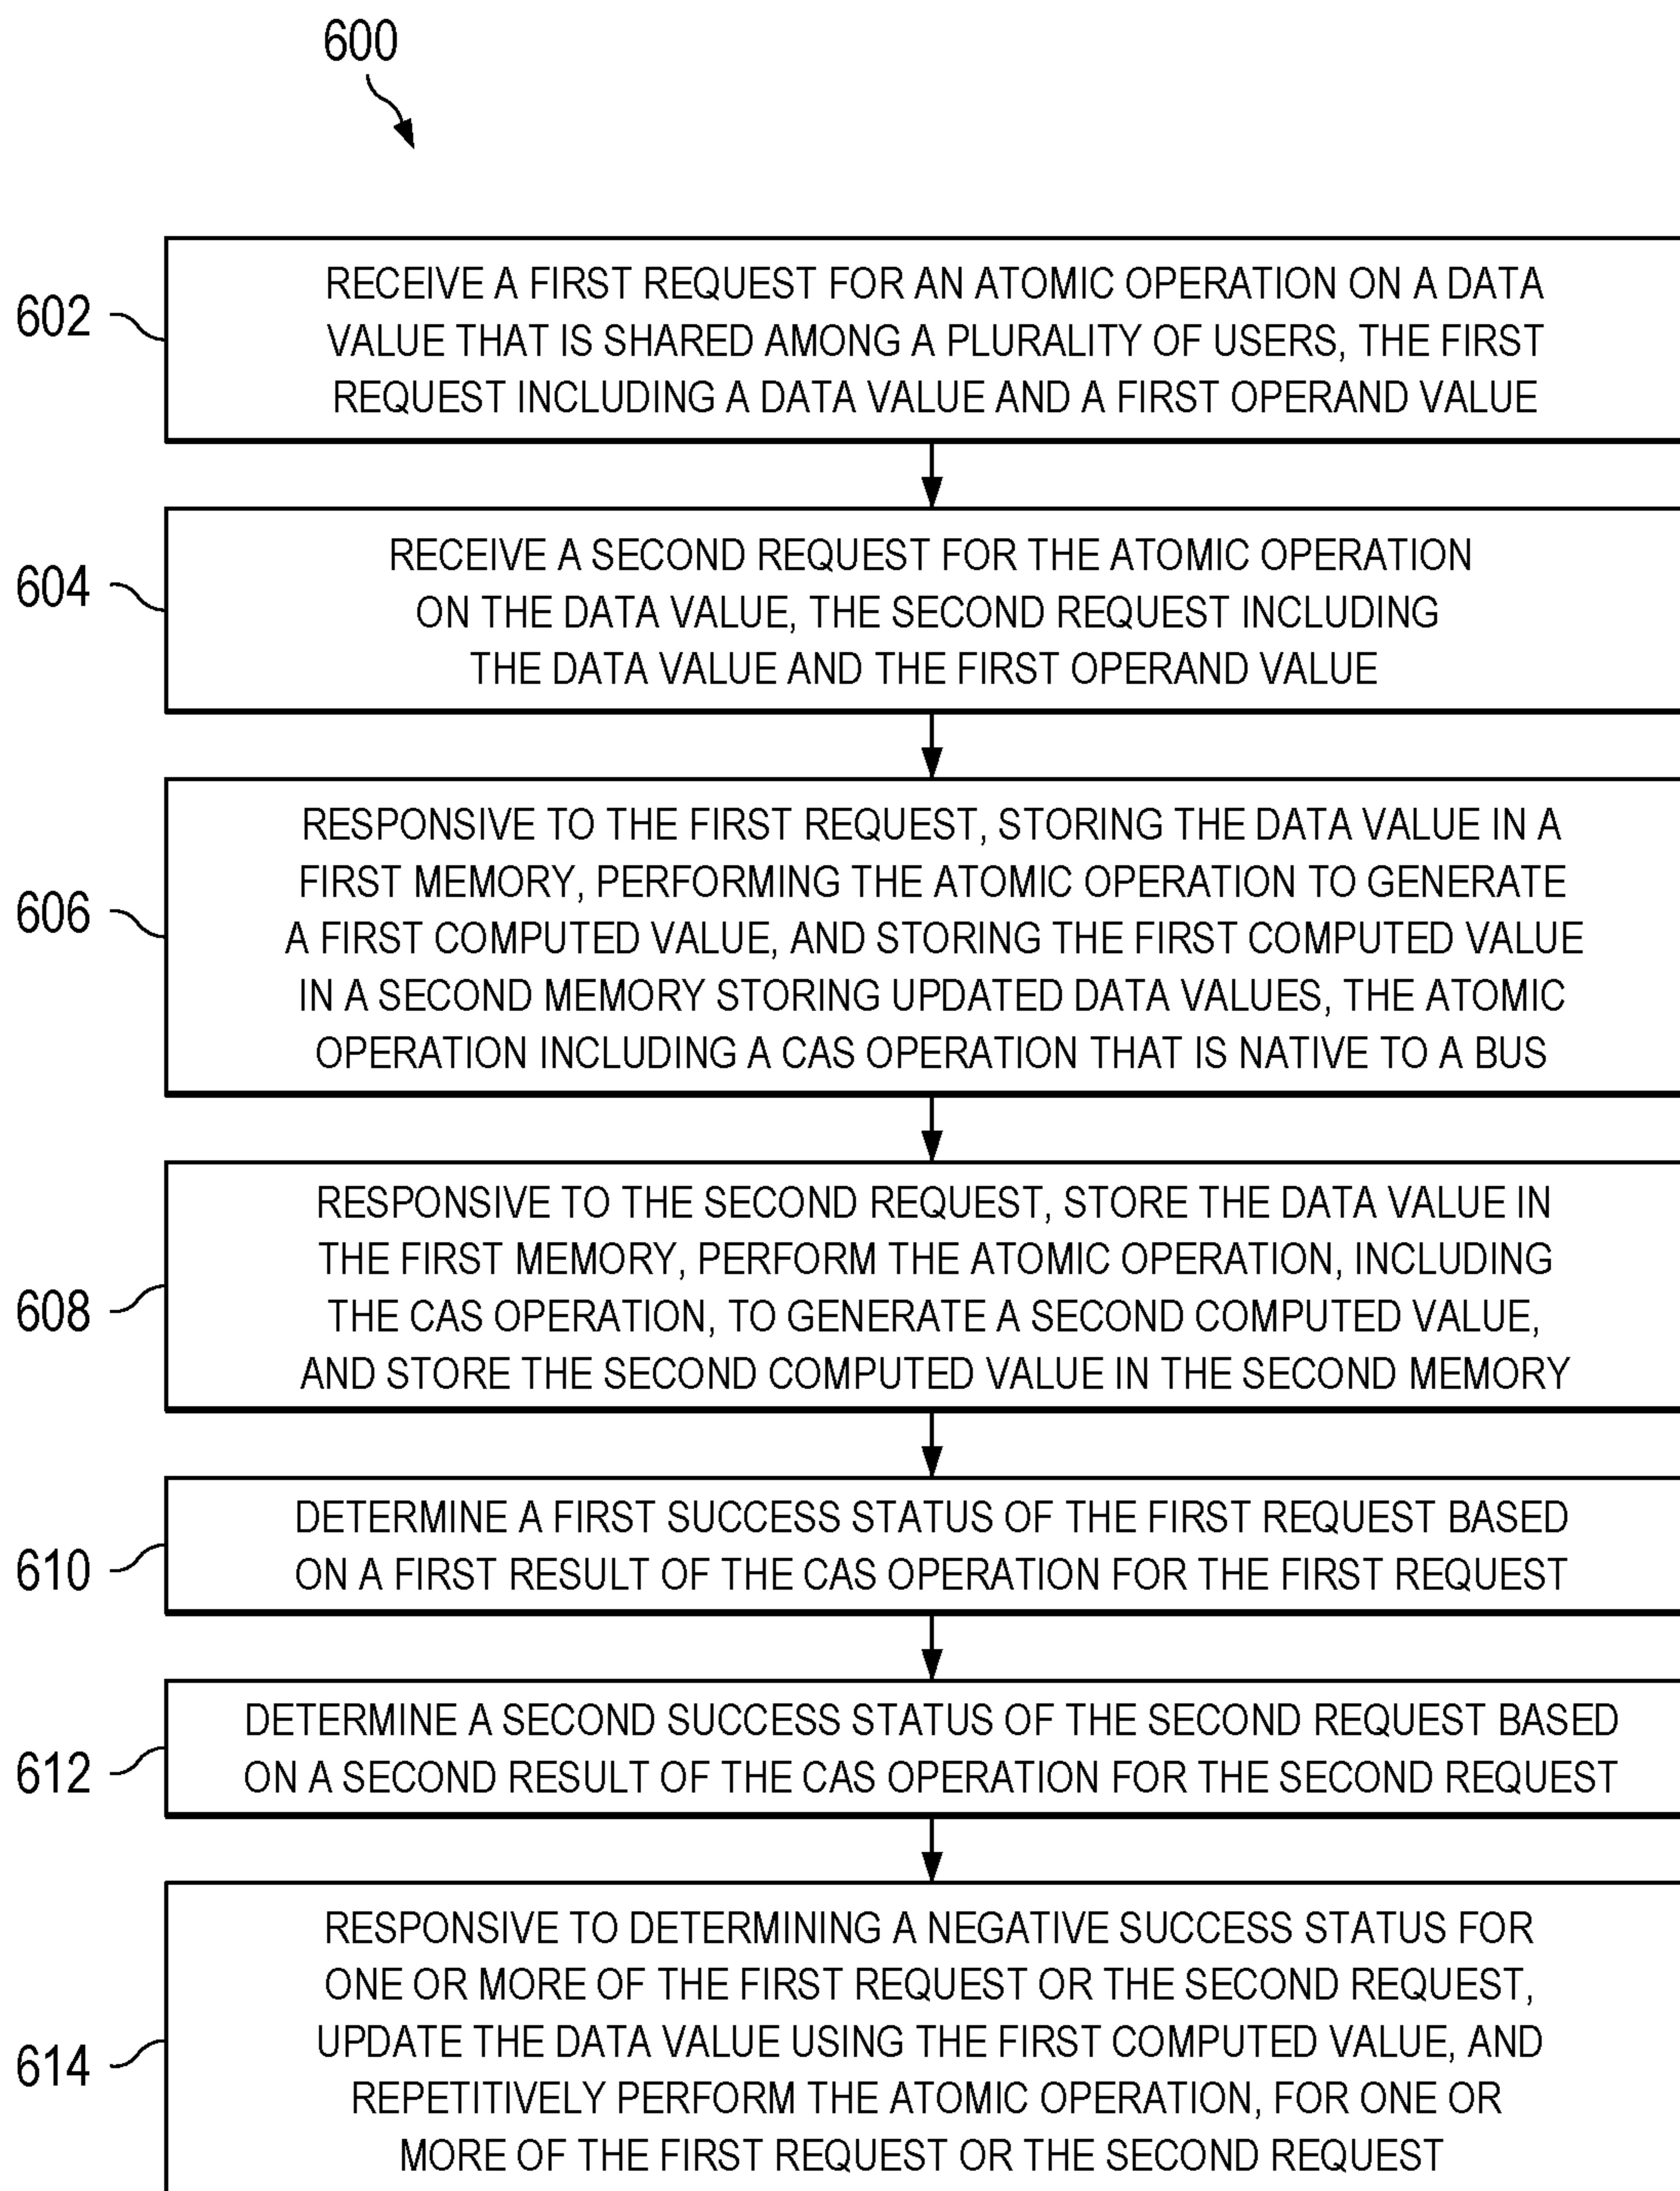 600
602
RECEIVE A FIRST REQUEST FOR AN ATOMIC OPERATION ON A DATA
VALUE THAT IS SHARED AMONG A PLURALITY OF USERS, THE FIRST
REQUEST INCLUDING A DATA VALUE AND A FIRST OPERAND VALUE
604
RECEIVE A SECOND REQUEST FOR THE ATOMIC OPERATION
ON THE DATA VALUE, THE SECOND REQUEST INCLUDING
THE DATA VALUE AND THE FIRST OPERAND VALUE
606
RESPONSIVE TO THE FIRST REQUEST, STORING THE DATA VALUE IN A
FIRST MEMORY, PERFORMING THE ATOMIC OPERATION TO GENERATE
A FIRST COMPUTED VALUE, AND STORING THE FIRST COMPUTED VALUE
IN A SECOND MEMORY STORING UPDATED DATA VALUES, THE ATOMIC
OPERATION INCLUDING A CAS OPERATION THAT IS NATIVE TO A BUS
608
RESPONSIVE TO THE SECOND REQUEST, STORE THE DATA VALUE IN
THE FIRST MEMORY, PERFORM THE ATOMIC OPERATION, INCLUDING
THE CAS OPERATION, TO GENERATE A SECOND COMPUTED VALUE,
AND STORE THE SECOND COMPUTED VALUE IN THE SECOND MEMORY
610
DETERMINE A FIRST SUCCESS STATUS OF THE FIRST REQUEST BASED
ON A FIRST RESULT OF THE CAS OPERATION FOR THE FIRST REQUEST
612
DETERMINE A SECOND SUCCESS STATUS OF THE SECOND REQUEST BASED
ON A SECOND RESULT OF THE CAS OPERATION FOR THE SECOND REQUEST
614
RESPONSIVE TO DETERMINING A NEGATIVE SUCCESS STATUS FOR
ONE OR MORE OF THE FIRST REQUEST OR THE SECOND REQUEST,
UPDATE THE DATA VALUE USING THE FIRST COMPUTED VALUE, AND
REPETITIVELY PERFORM THE ATOMIC OPERATION, FOR ONE OR
MORE OF THE FIRST REQUEST OR THE SECOND REQUEST